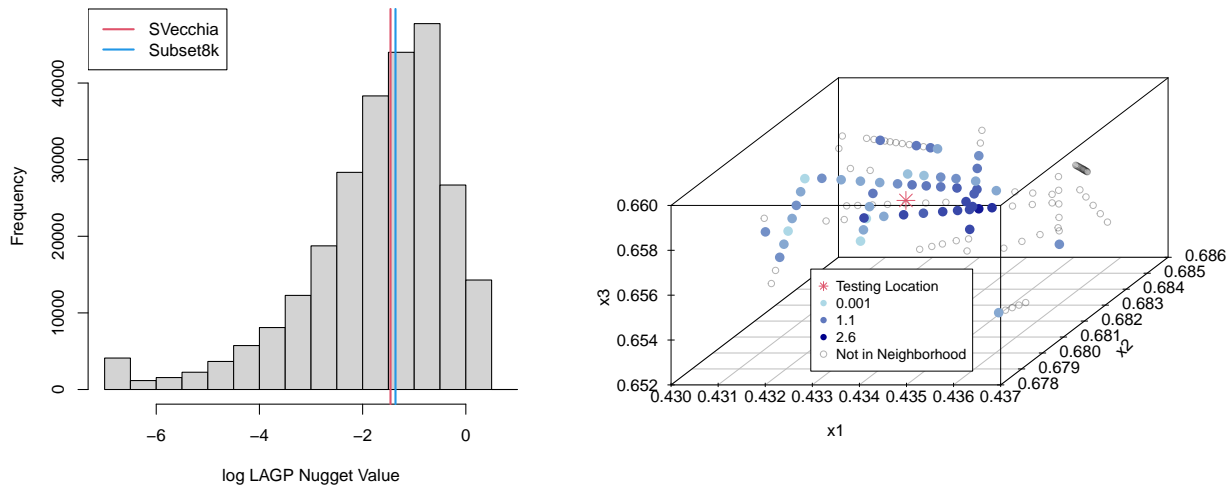 SVecchia
Subset8k
Frequency
0
10000
20000
30000
40000
−6
−4
−2
0
log LAGP Nugget Value
0.660
0.658
0.656
0.654
0.652
x3
0.430 0.431 0.432 0.433 0.434 0.435 0.436 0.437
x1
0.678
0.679
0.680
0.681
0.682
0.683
0.684
0.685
0.686
x2
Testing Location
0.001
1.1
2.6
Not in Neighborhood